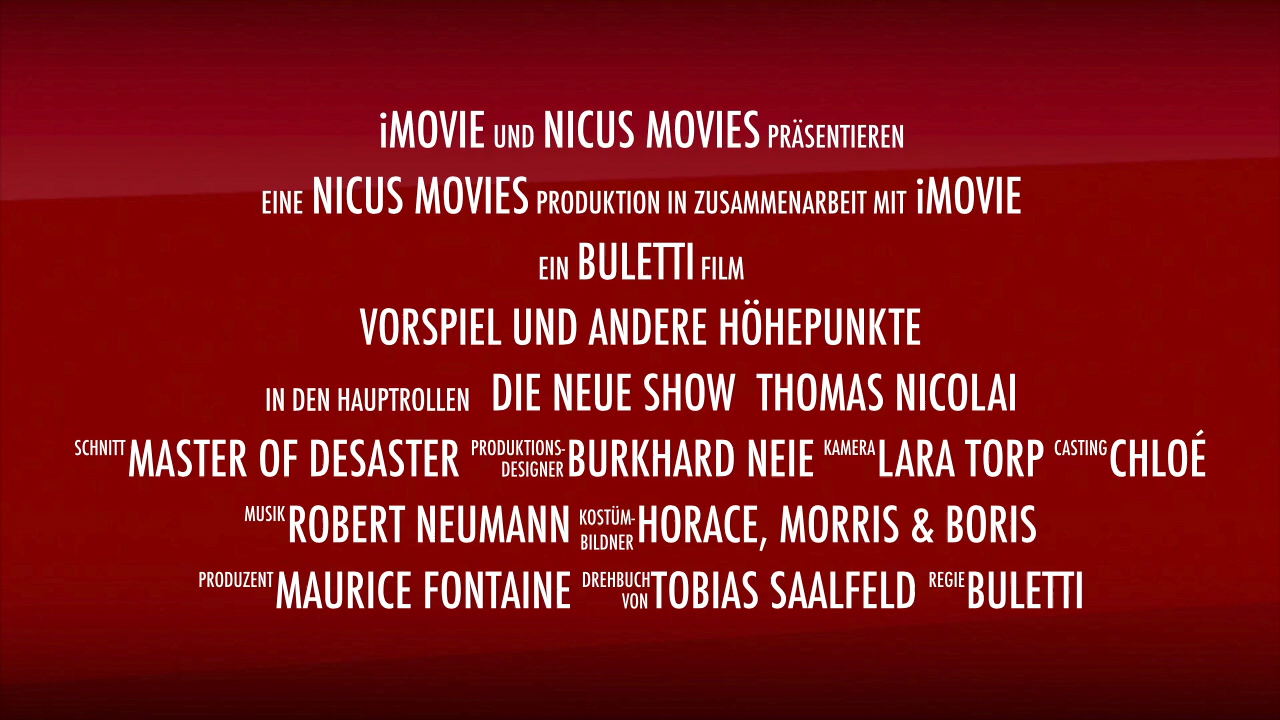 iMOVIE UND NICUS MOVIES PRÄSENTIEREN
EINE NICUS MOVIES PRODUKTION IN ZUSAMMENARBEIT MIT iMOVIE
EIN BULETTI FILM
VORSPIEL UND ANDERE HÖHEPUNKTE
IN DEN HAUPTROLLEN DIE NEUE SHOW THOMAS NICOLAI
SCHNITT MASTER OF DESASTER PRODUKTIONS-DESIGNER BURKHARD NEIE KAMERA LARA TORP CASTING CHLOÉ
MUSIK ROBERT NEUMANN KOSTÜM-BILDNER HORACE, MORRIS & BORIS
PRODUZENT MAURICE FONTAINE DREHBUCH VON TOBIAS SAALFELD REGIE BULETTI